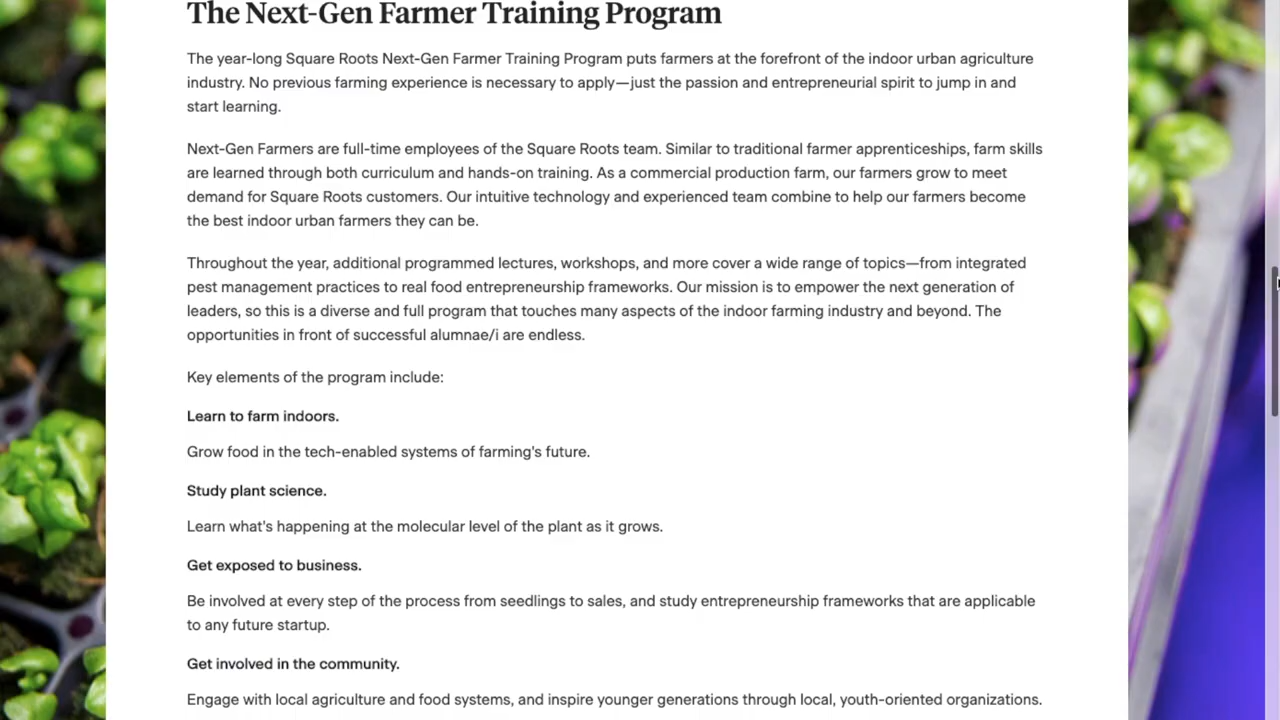 The Next-Gen Farmer Training Program
The year-long Square Roots Next-Gen Farmer Training Program puts farmers at the forefront of the indoor urban agriculture
industry. No previous farming experience is necessary to apply—just the passion and entrepreneurial spirit to jump in and
start learning.
Next-Gen Farmers are full-time employees of the Square Roots team. Similar to traditional farmer apprenticeships, farm skills
are learned through both curriculum and hands-on training. As a commercial production farm, our farmers grow to meet
demand for Square Roots customers. Our intuitive technology and experienced team combine to help our farmers become
the best indoor urban farmers they can be.
Throughout the year, additional programmed lectures, workshops, and more cover a wide range of topics—from integrated
pest management practices to real food entrepreneurship frameworks. Our mission is to empower the next generation of
leaders, so this is a diverse and full program that touches many aspects of the indoor farming industry and beyond. The
opportunities in front of successful alumnae/i are endless.
Key elements of the program include:
Learn to farm indoors.
Grow food in the tech-enabled systems of farming's future.
Study plant science.
Learn what's happening at the molecular level of the plant as it grows.
Get exposed to business.
Be involved at every step of the process from seedlings to sales, and study entrepreneurship frameworks that are applicable
to any future startup.
Get involved in the community.
Engage with local agriculture and food systems, and inspire younger generations through local, youth-oriented organizations.